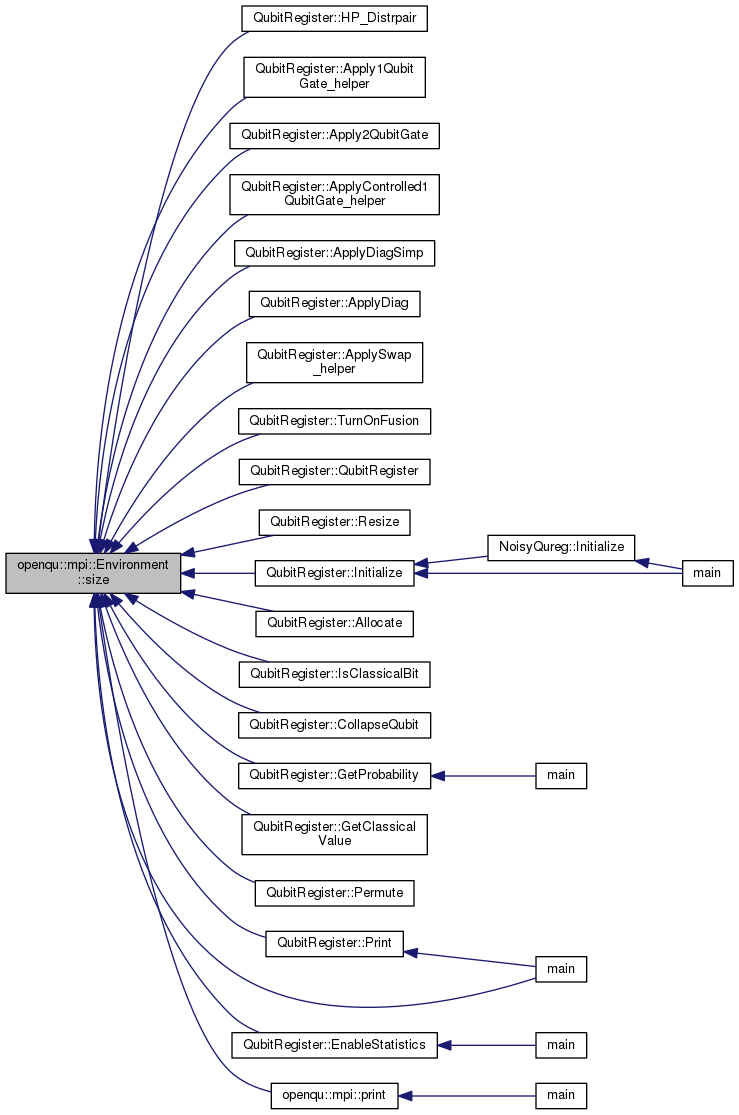 QubitRegister::HP_Distrpair
QubitRegister::Apply1Qubit
Gate_helper
QubitRegister::Apply2QubitGate
QubitRegister::ApplyControlled1
QubitGate_helper
QubitRegister::ApplyDiagSimp
QubitRegister::ApplyDiag
QubitRegister::ApplySwap
_helper
QubitRegister::TurnOnFusion
QubitRegister::QubitRegister
QubitRegister::Resize
openqu::mpi::Environment
::size
QubitRegister::Initialize
NoisyQureg::Initialize
main
QubitRegister::Allocate
QubitRegister::IsClassicalBit
QubitRegister::CollapseQubit
QubitRegister::GetProbability
main
QubitRegister::GetClassical
Value
QubitRegister::Permute
QubitRegister::Print
main
QubitRegister::EnableStatistics
main
openqu::mpi::print
main